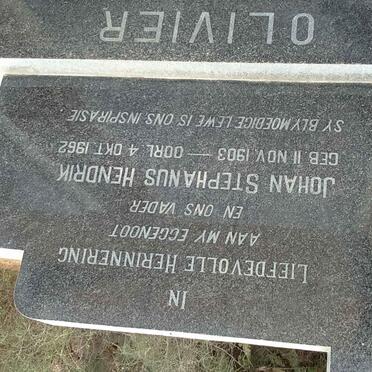 IN
LIEFDEVOLLE HERINNERING
AAN MY EGGENOOT
EN ONS VADER
JOHAN STEPHANUS HENDRIK
GEB. 11 NOV. 1903 — OORL. 4 OKT. 1962
SY BLYMOEDIGE LEWE IS ONS INSPIRASIE
OLIVIER